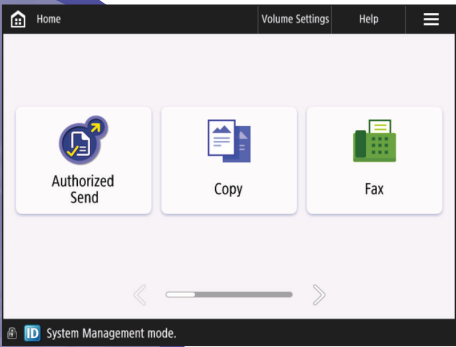 Home
Volume Settings
Help
Authorized
Send
Copy
Fax
ID System Management mode.